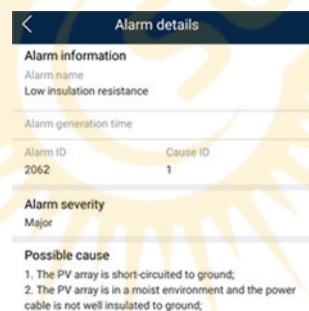 Alarm details
Alarm information
Alarm name
Low insulation resistance
Alarm generation time
Alarm ID Cause ID
2062 1
Alarm severity
Major
Possible cause
1. The PV array is short-circuited to ground;
2. The PV array is in a moist environment and the power
cable is not well insulated to ground;